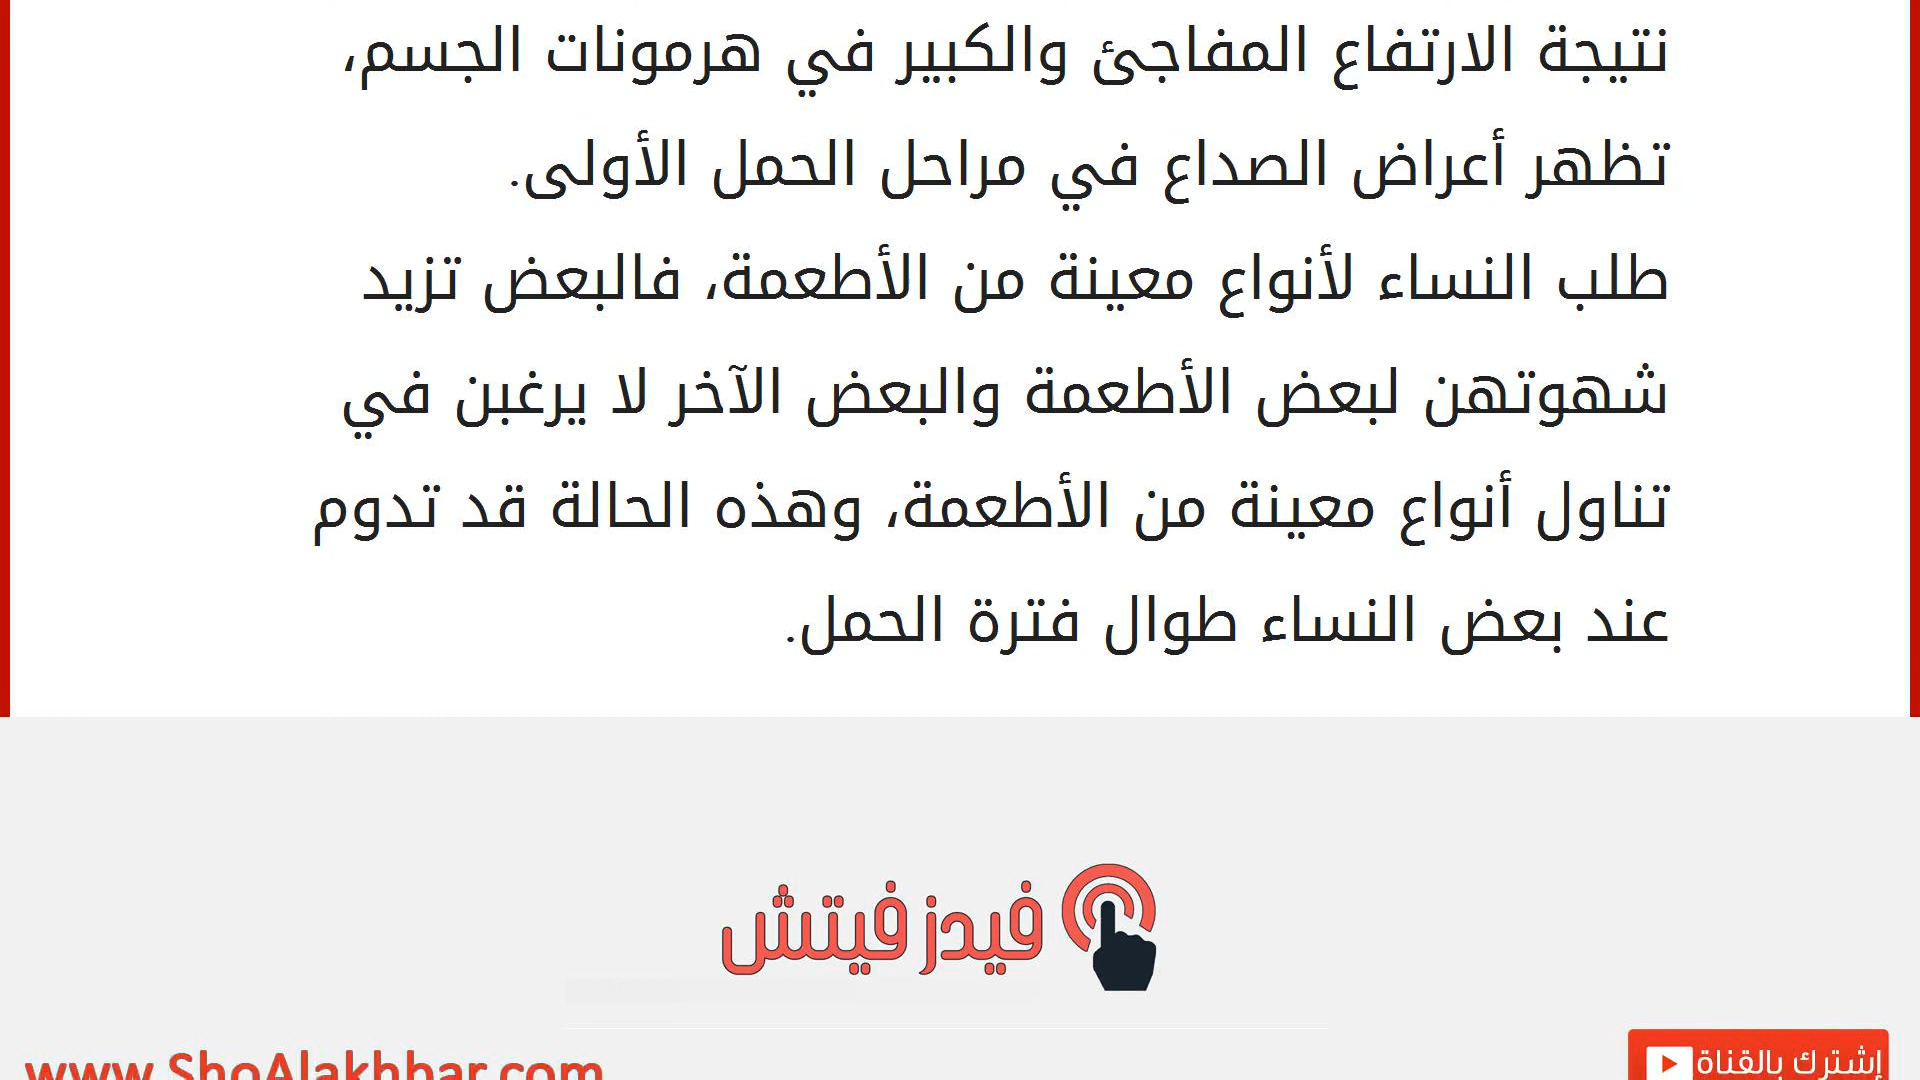 نتيجة الارتفاع المفاجئ والكبير في هرمونات الجسم،
تظهر أعراض الصداع في مراحل الحمل الأولى.
طلب النساء لأنواع معينة من الأطعمة، فالبعض تزيد
شهوتهن لبعض الأطعمة والبعض الآخر لا يرغبن في
تناول أنواع معينة من الأطعمة، وهذه الحالة قد تدوم
عند بعض النساء طوال فترة الحمل.
فيدز فيتش
www.ShoAlakhbar.com
إشترك بالقناة